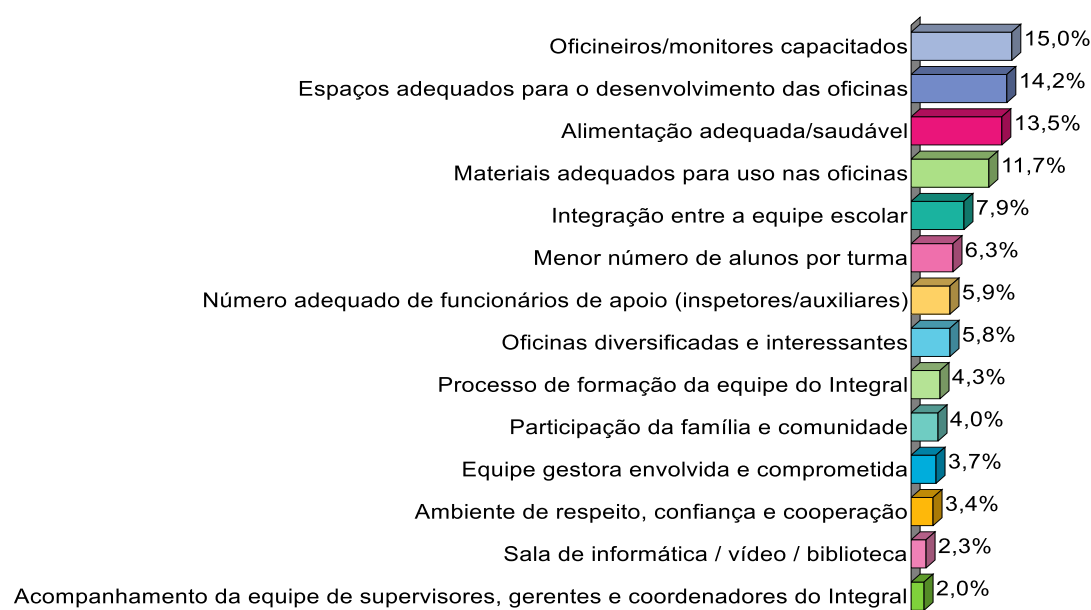 Oficineiros/monitores capacitados 15,0%
Espaços adequados para o desenvolvimento das oficinas 14,2%
Alimentação adequada/saudável 13,5%
Materiais adequados para uso nas oficinas 11,7%
Integração entre a equipe escolar 7,9%
Menor número de alunos por turma 6,3%
Número adequado de funcionários de apoio (inspetores/auxiliares) 5,9%
Oficinas diversificadas e interessantes 5,8%
Processo de formação da equipe do Integral 4,3%
Participação da família e comunidade 4,0%
Equipe gestora envolvida e comprometida 3,7%
Ambiente de respeito, confiança e cooperação 3,4%
Sala de informática / vídeo / biblioteca 2,3%
Acompanhamento da equipe de supervisores, gerentes e coordenadores do Integral 2,0%